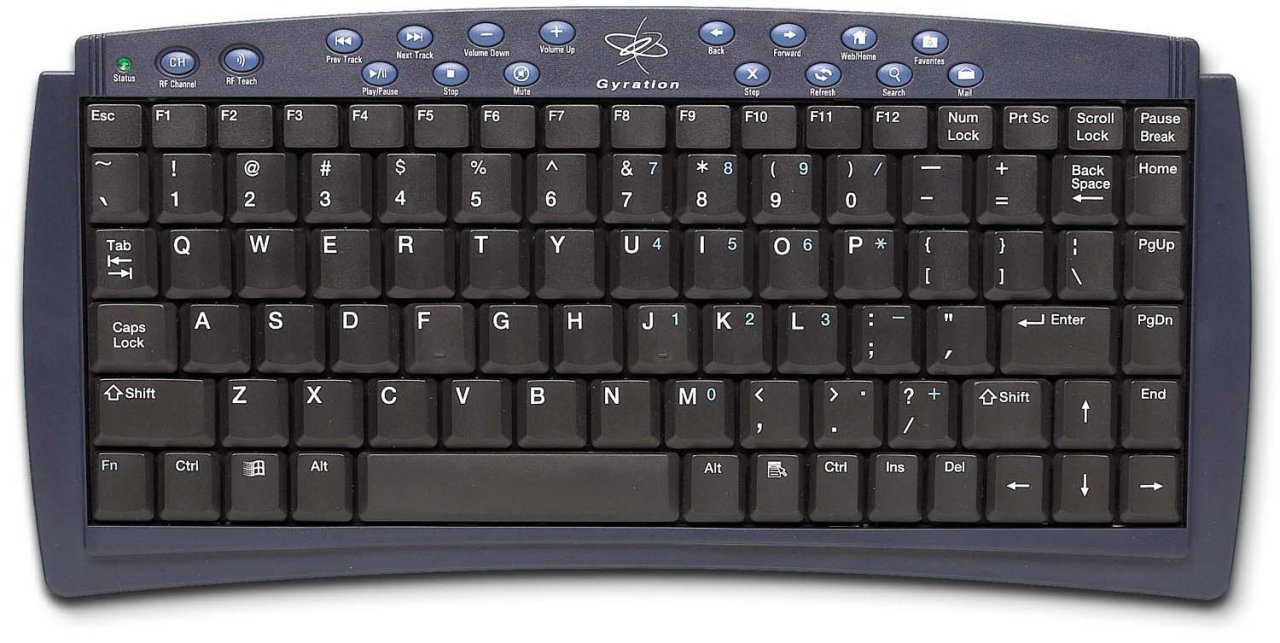 Status
CH
RF Channel
RF Teach
Prev Track
Next Track
Volume Down
Volume Up
Play/Pause
Stop
Mute
Gyration
Back
Forward
Web/Home
Favorites
Stop
Refresh
Search
Mail
Esc F1 F2 F3 F4 F5 F6 F7 F8 F9 F10 F11 F12 Num Lock Prt Sc Scroll Lock Pause Break
~ ! @ # $ % ^ & 7 * 8 ( 9 ) / — + Back Space Home
` 1 2 3 4 5 6 7 8 9 0 - =
Tab Q W E R T Y U 4 I 5 O 6 P * { } ¦ PgUp
[ ] \
Caps Lock A S D F G H J 1 K 2 L 3 : − " Enter PgDn
; '
Shift Z X C V B N M 0 < > . ? + Shift ↑ End
, . /
Fn Ctrl Alt Alt Ctrl Ins Del ← ↓ →